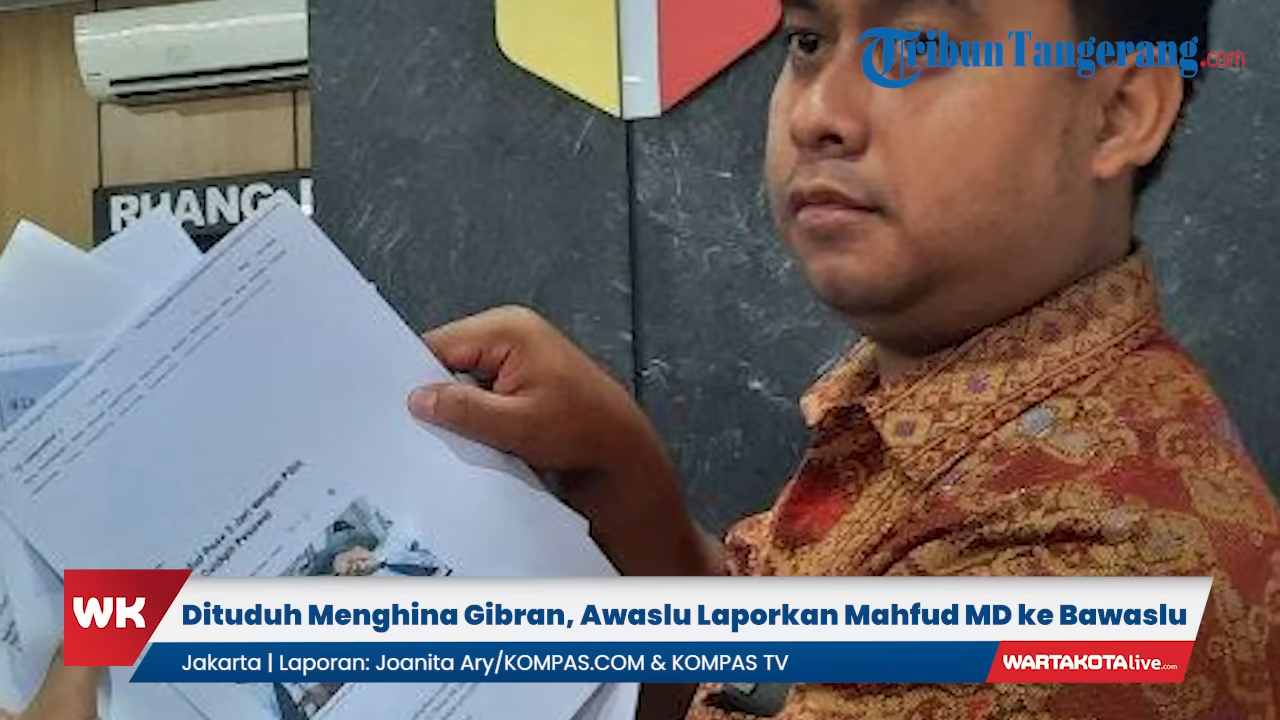 TribunTangerang.com
RUANG
WK
Dituduh Menghina Gibran, Awaslu Laporkan Mahfud MD ke Bawaslu
Jakarta | Laporan: Joanita Ary/KOMPAS.COM & KOMPAS TV
WARTAKOTAlive.com